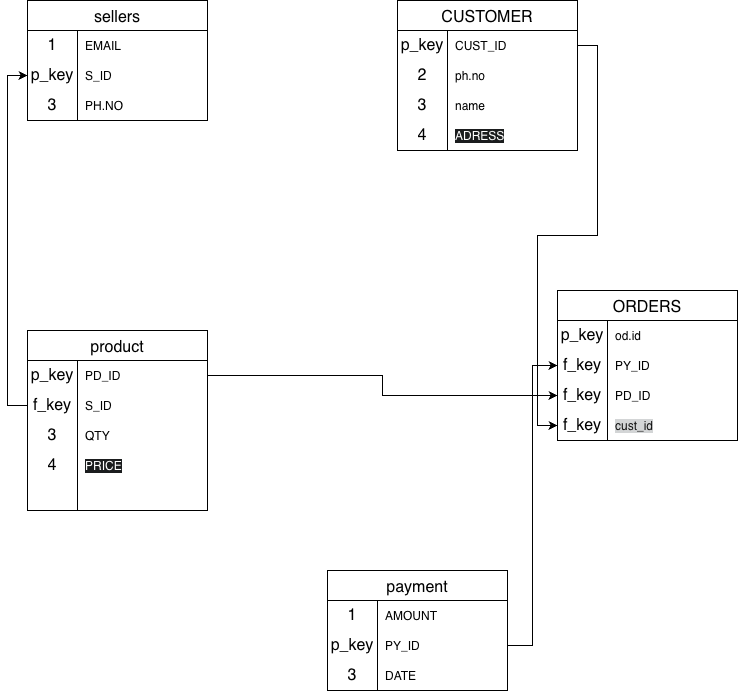 sellers
1 EMAIL
p_key S_ID
3 PH.NO
CUSTOMER
p_key CUST_ID
2 ph.no
3 name
4 ADRESS
ORDERS
p_key od.id
f_key PY_ID
f_key PD_ID
f_key cust_id
product
p_key PD_ID
f_key S_ID
3 QTY
4 PRICE
payment
1 AMOUNT
p_key PY_ID
3 DATE